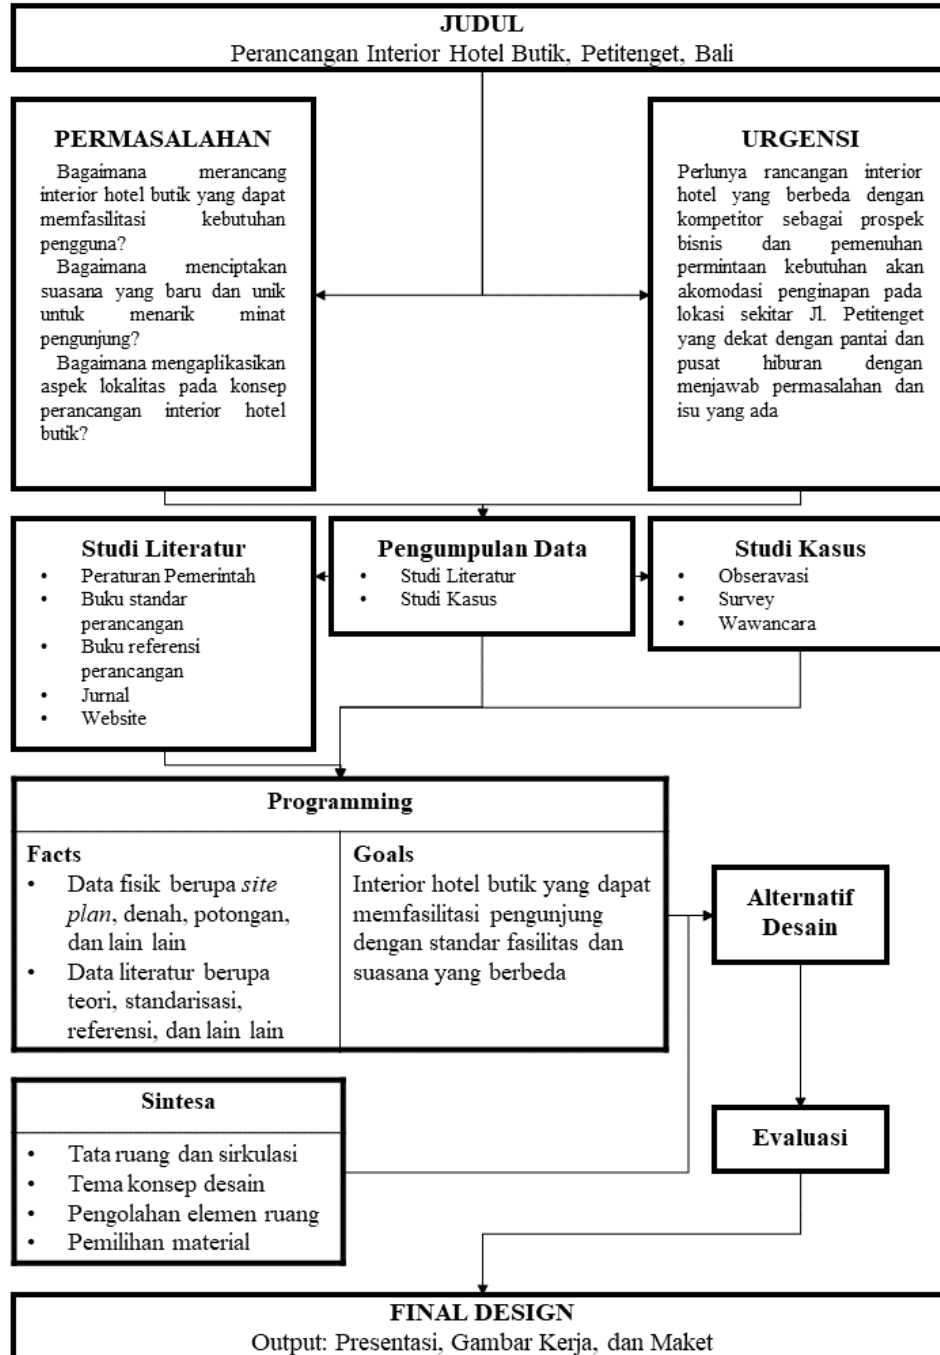 JUDUL
Perancangan Interior Hotel Butik, Petitenget, Bali
PERMASALAHAN
Bagaimana merancang
interior hotel butik yang dapat
memfasilitasi kebutuhan
pengguna?
Bagaimana menciptakan
suasana yang baru dan unik
untuk menarik minat
pengunjung?
Bagaimana mengaplikasikan
aspek lokalitas pada konsep
perancangan interior hotel
butik?
URGENSI
Perlunya rancangan interior
hotel yang berbeda dengan
kompetitor sebagai prospek
bisnis dan pemenuhan
permintaan kebutuhan akan
akomodasi penginapan pada
lokasi sekitar Jl. Petitenget
yang dekat dengan pantai dan
pusat hiburan dengan
menjawab permasalahan dan
isu yang ada
Studi Literatur
• Peraturan Pemerintah
• Buku standar
perancangan
• Buku referensi
perancangan
• Jurnal
• Website
Pengumpulan Data
• Studi Literatur
• Studi Kasus
Studi Kasus
• Obseravasi
• Survey
• Wawancara
Programming
Facts
• Data fisik berupa site
plan, denah, potongan,
dan lain lain
• Data literatur berupa
teori, standarisasi,
referensi, dan lain lain
Goals
Interior hotel butik yang dapat
memfasilitasi pengunjung
dengan standar fasilitas dan
suasana yang berbeda
Alternatif
Desain
Sintesa
• Tata ruang dan sirkulasi
• Tema konsep desain
• Pengolahan elemen ruang
• Pemilihan material
Evaluasi
FINAL DESIGN
Output: Presentasi, Gambar Kerja, dan Maket